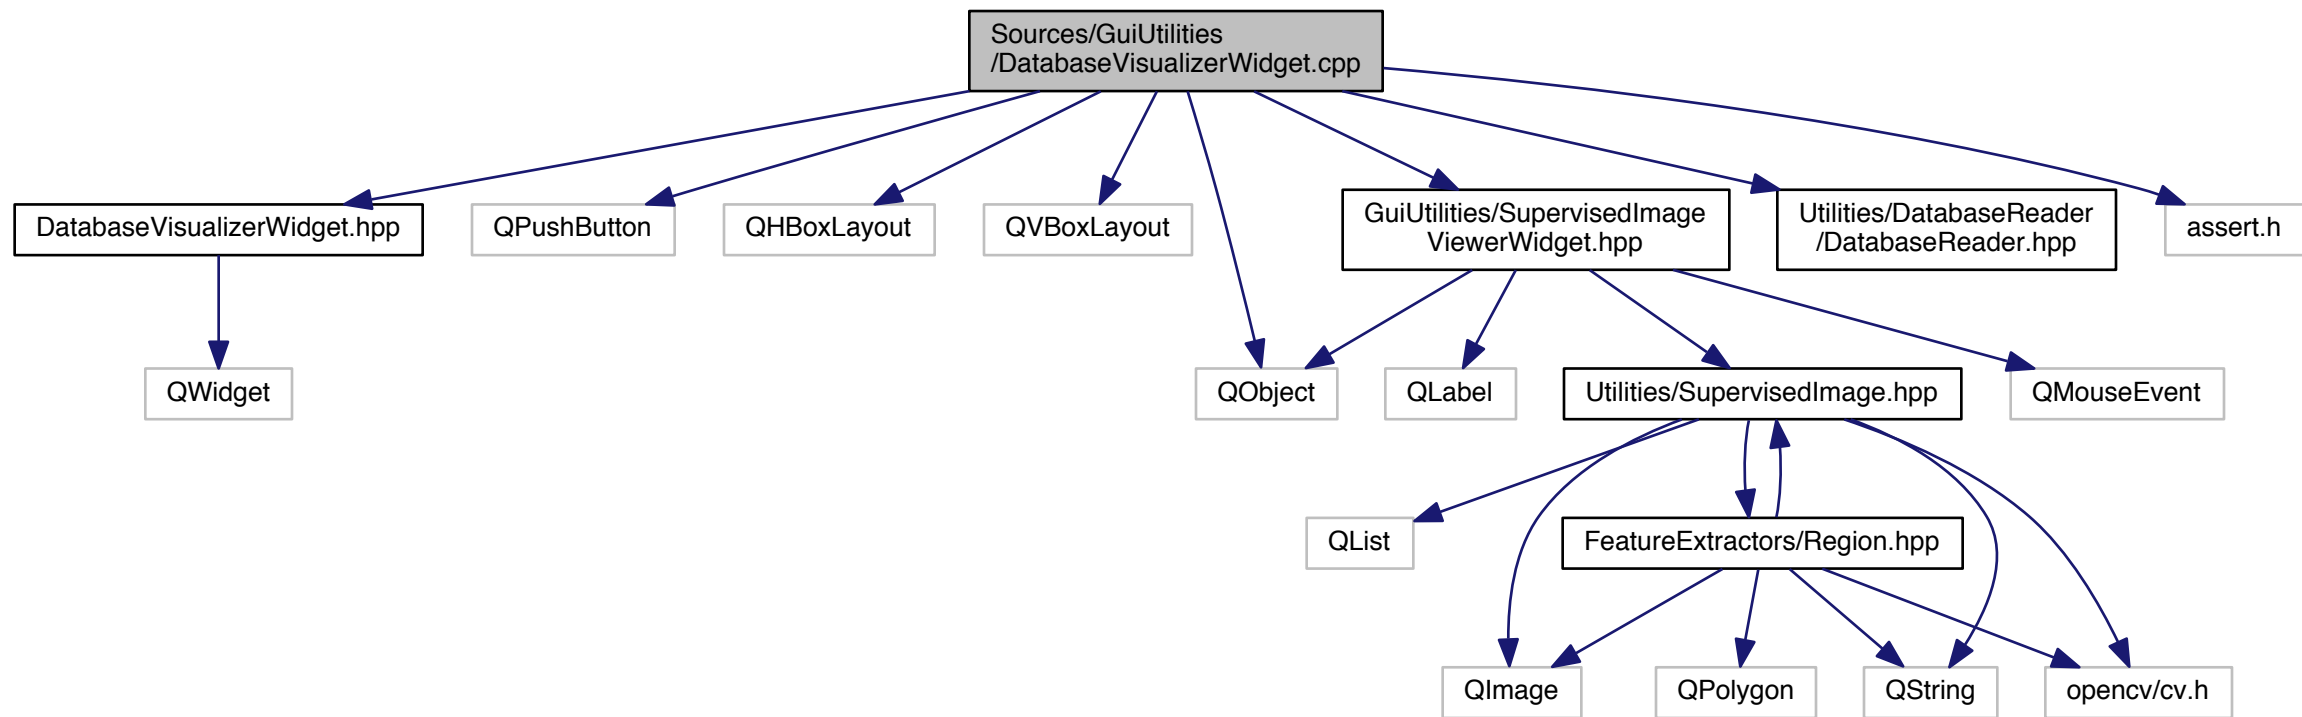 Sources/GuiUtilities
/DatabaseVisualizerWidget.cpp
DatabaseVisualizerWidget.hpp
QPushButton
QHBoxLayout
QVBoxLayout
GuiUtilities/SupervisedImage
ViewerWidget.hpp
Utilities/DatabaseReader
/DatabaseReader.hpp
assert.h
QWidget
QObject
QLabel
Utilities/SupervisedImage.hpp
QMouseEvent
QList
FeatureExtractors/Region.hpp
QImage
QPolygon
QString
opencv/cv.h